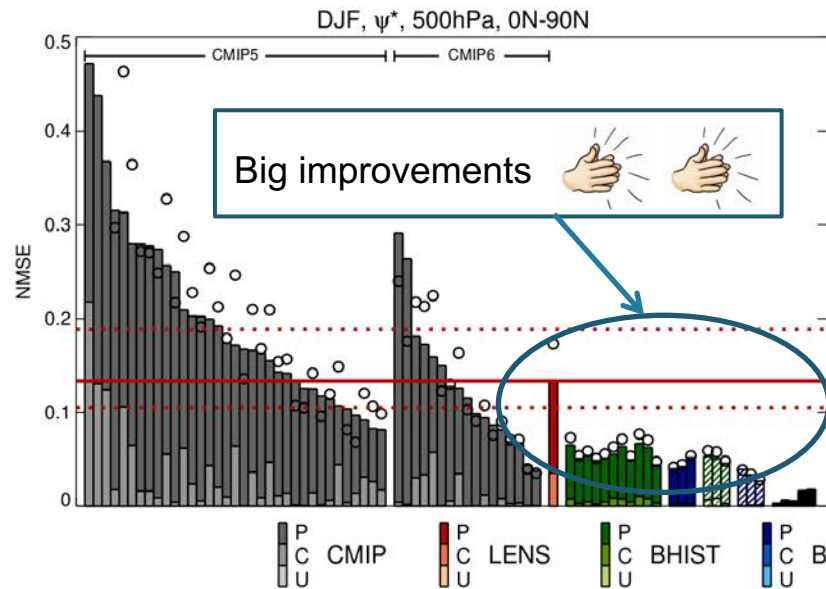 DJF, ψ*, 500hPa, 0N-90N
CMIP5
CMIP6
Big improvements
NMSE
0.5
0.4
0.3
0.2
0.1
0
P
C CMIP
U
P
C LENS
U
P
C BHIST
U
P
C B
U